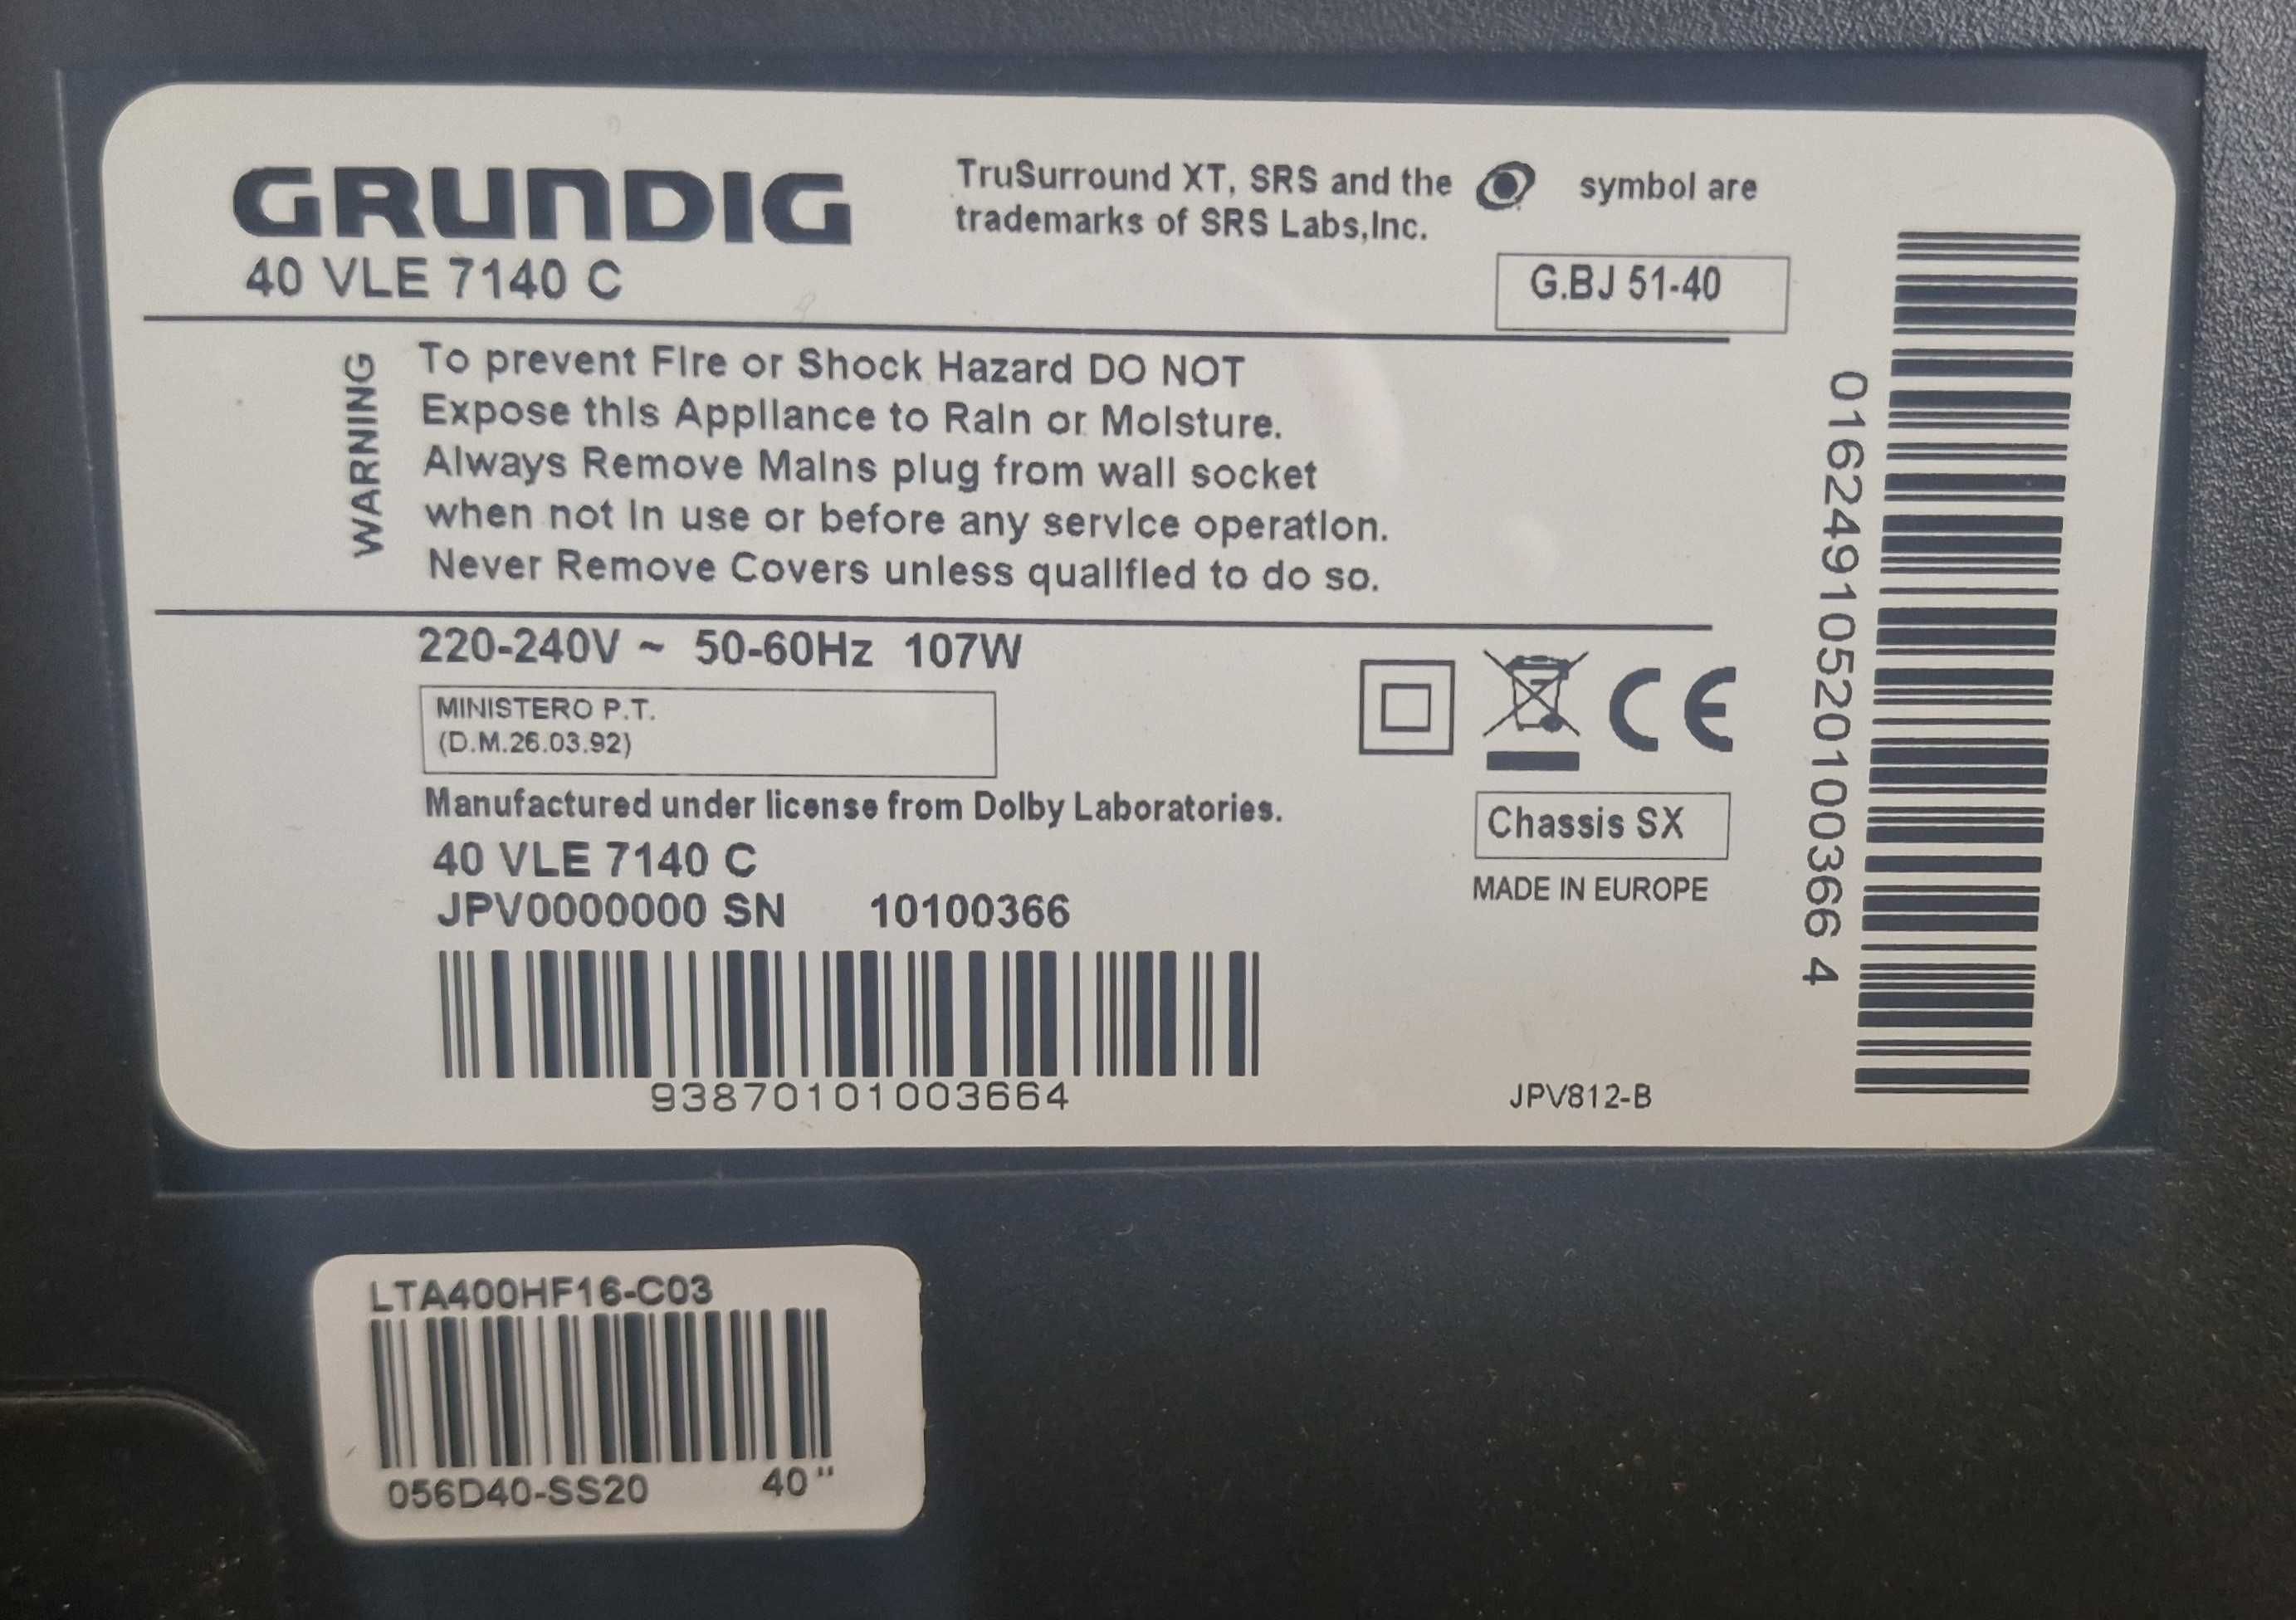 GRUNDIG
40 VLE 7140 C
TruSurround XT, SRS and the symbol are
trademarks of SRS Labs,Inc.
G.BJ 51-40
WARNING
To prevent Fire or Shock Hazard DO NOT
Expose this Appliance to Rain or Moisture.
Always Remove Mains plug from wall socket
when not in use or before any service operation.
Never Remove Covers unless qualified to do so.
220-240V ~ 50-60Hz 107W
MINISTERO P.T.
(D.M.26.03.92)
Manufactured under license from Dolby Laboratories.
40 VLE 7140 C
JPV0000000 SN 10100366
93870101003664
CE
Chassis SX
MADE IN EUROPE
JPV812-B
01624910520100366 4
LTA400HF16-C03
056D40-SS20 40"